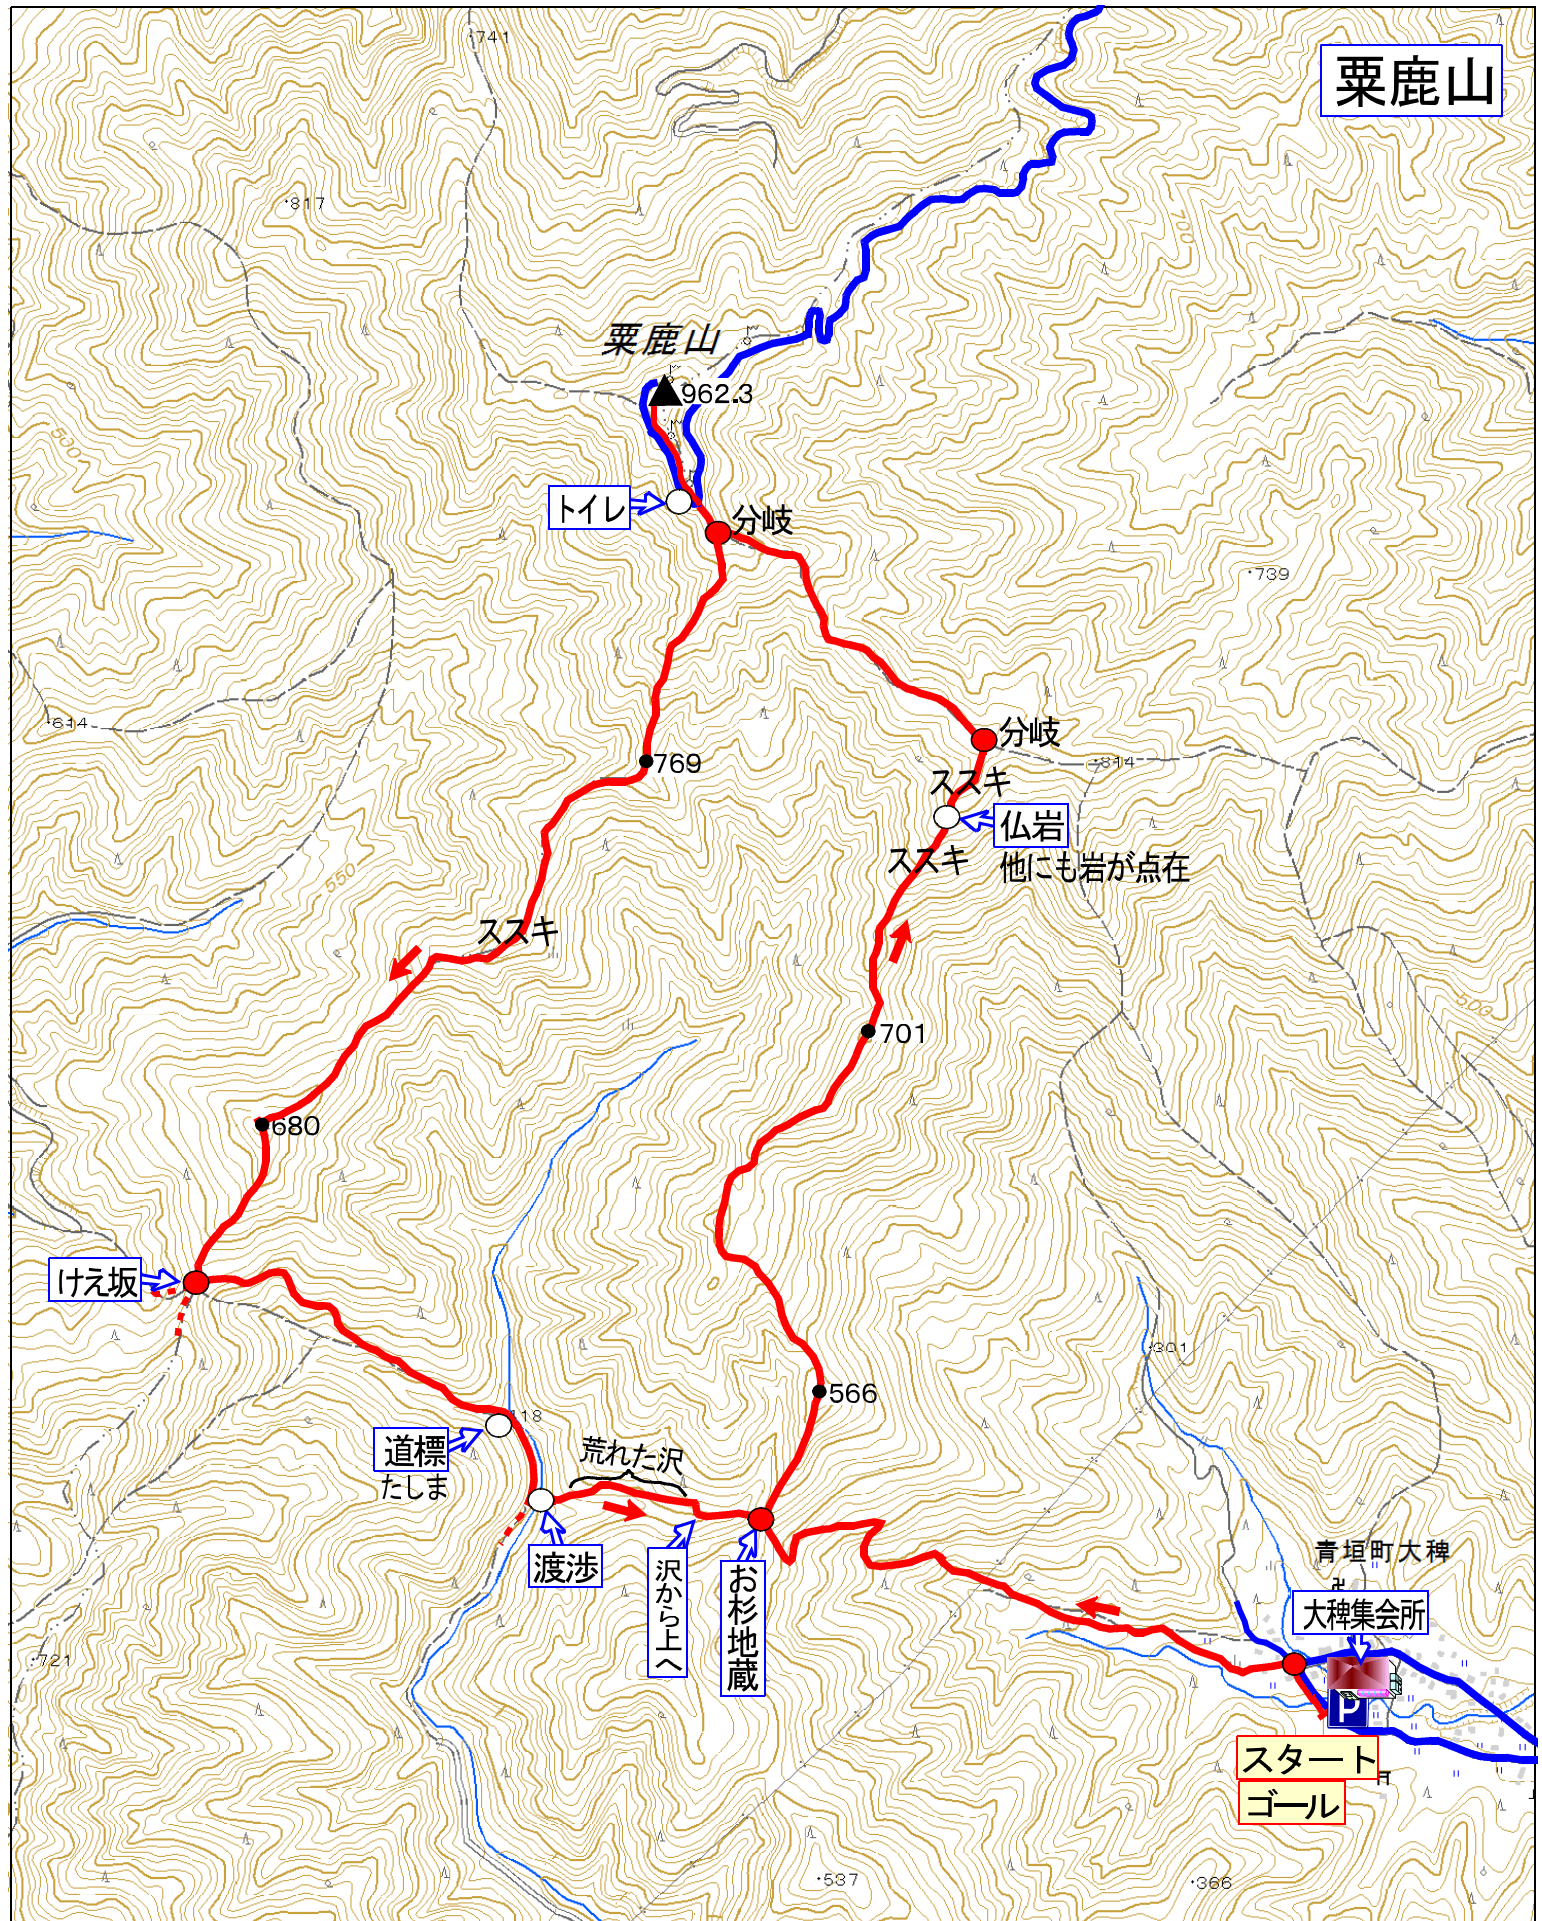 741
粟鹿山
817
700
粟鹿山
962.3
500
トイレ
分岐
739
614
分岐
814
769
ススキ
仏岩
ススキ
他にも岩が点在
550
ススキ
500
701
680
けえ坂
301
566
118
道標
たしま
荒れた沢
渡渉
沢から上へ
お杉地蔵
青垣町大稗
大稗集会所
721
P
スタート
ゴール
537
366